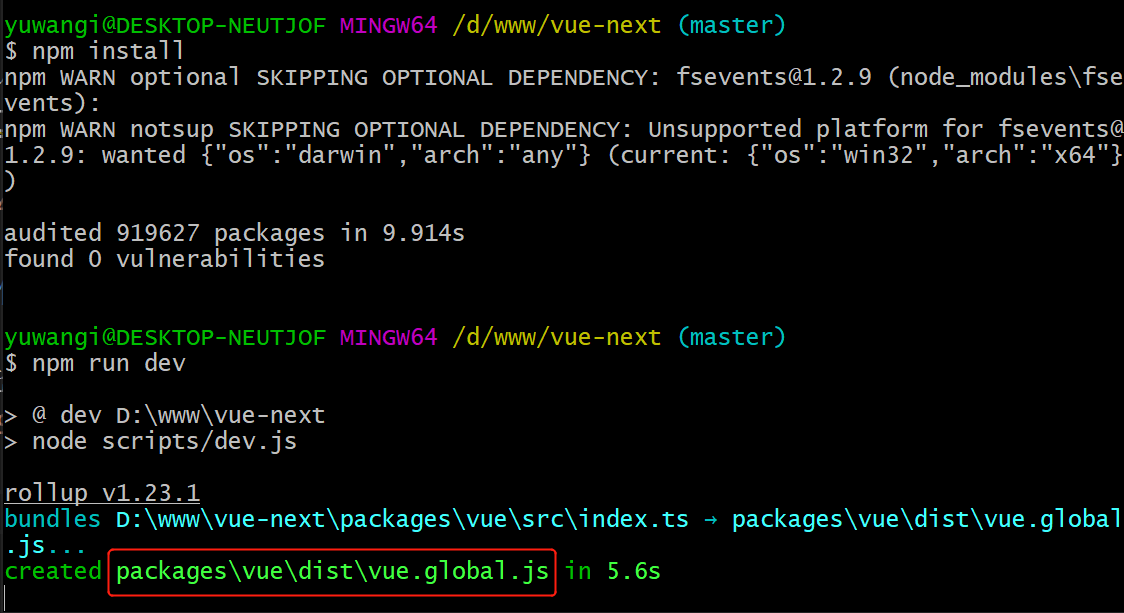 yuwangi@DESKTOP-NEUTJOF MINGW64 /d/www/vue-next (master)
$ npm install
npm WARN optional SKIPPING OPTIONAL DEPENDENCY: fsevents@1.2.9 (node_modules\fse
vents):
npm WARN notsup SKIPPING OPTIONAL DEPENDENCY: Unsupported platform for fsevents@
1.2.9: wanted {"os":"darwin","arch":"any"} (current: {"os":"win32","arch":"x64"}
)
audited 919627 packages in 9.914s
found 0 vulnerabilities
yuwangi@DESKTOP-NEUTJOF MINGW64 /d/www/vue-next (master)
$ npm run dev
> @ dev D:\www\vue-next
> node scripts/dev.js
rollup v1.23.1
bundles D:\www\vue-next\packages\vue\src\index.ts → packages\vue\dist\vue.global
.js...
created packages\vue\dist\vue.global.js in 5.6s